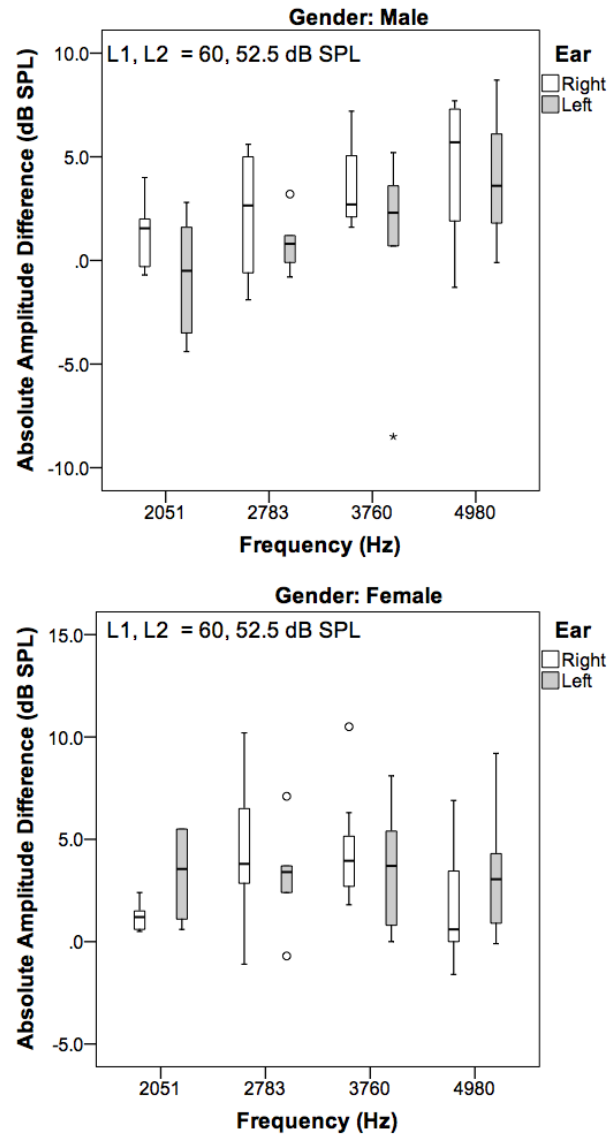 Gender: Male
L1, L2 = 60, 52.5 dB SPL
Ear
Right
Left
Absolute Amplitude Difference (dB SPL)
10.0
5.0
.0
-5.0
-10.0
2051 2783 3760 4980
Frequency (Hz)
Gender: Female
L1, L2 = 60, 52.5 dB SPL
Ear
Right
Left
Absolute Amplitude Difference (dB SPL)
15.0
10.0
5.0
.0
-5.0
2051 2783 3760 4980
Frequency (Hz)